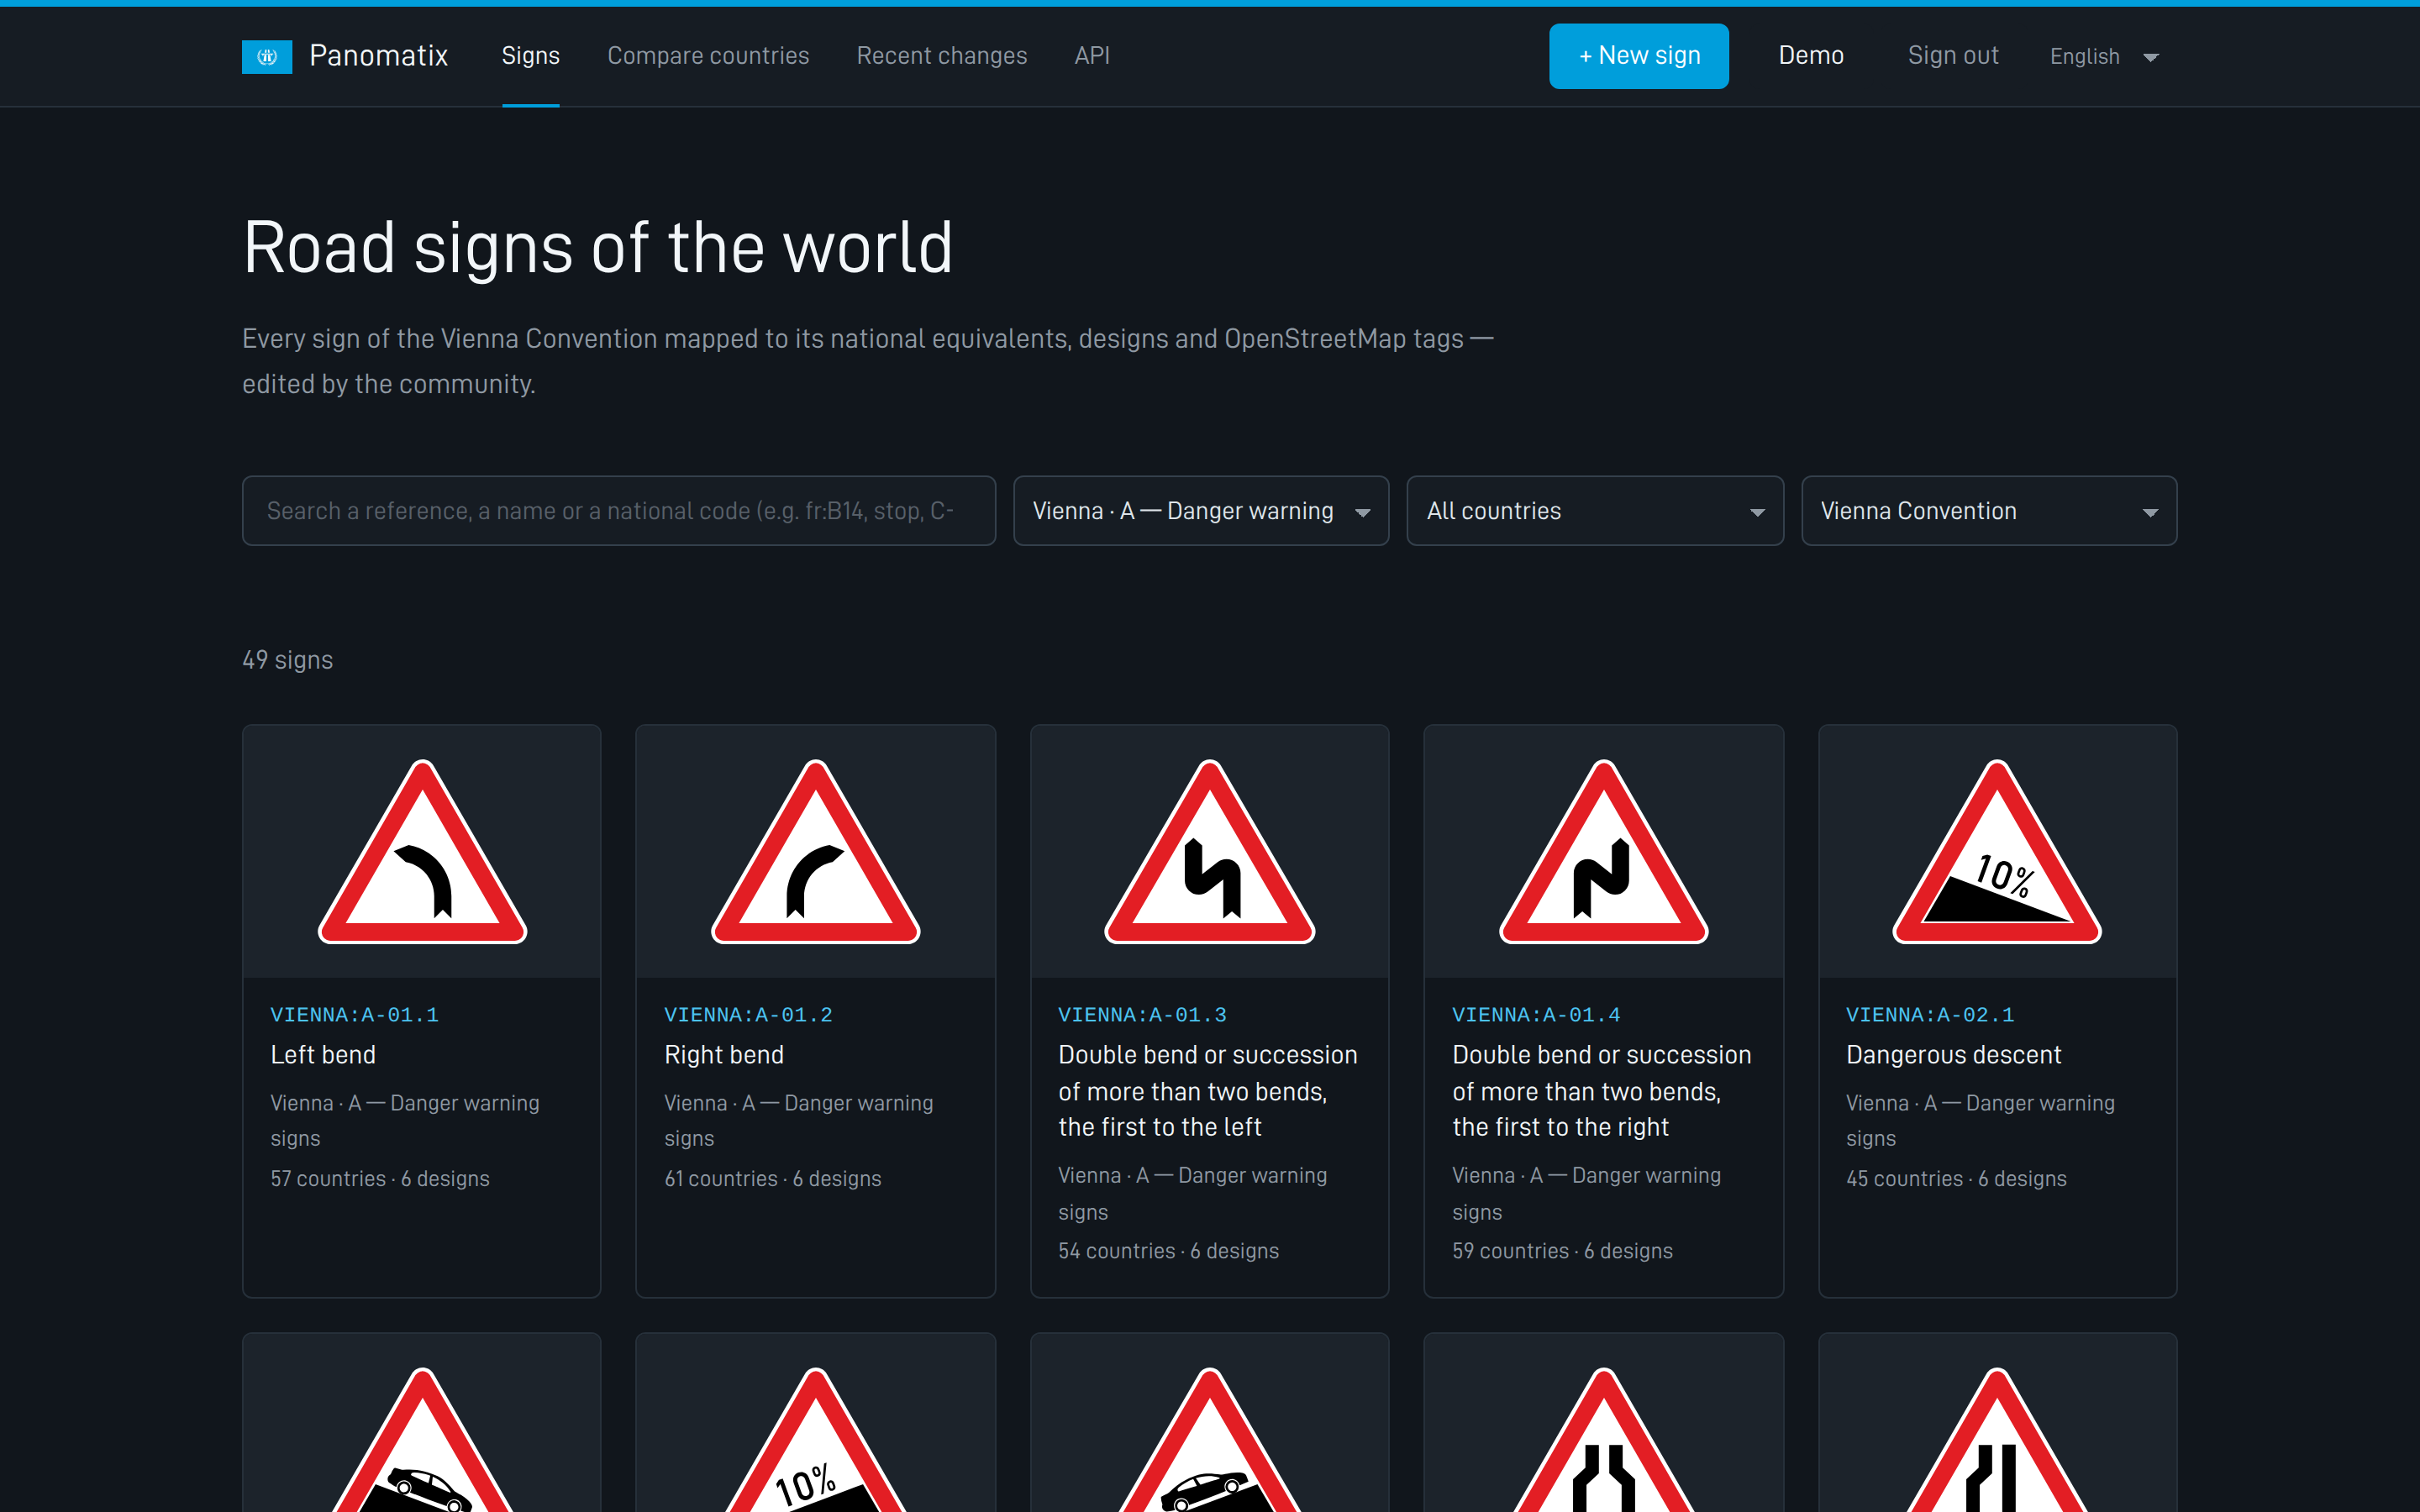 Panomatix
Signs
Compare countries
Recent changes
API
+ New sign
Demo
Sign out
English
Road signs of the world
Every sign of the Vienna Convention mapped to its national equivalents, designs and OpenStreetMap tags —
edited by the community.
Search a reference, a name or a national code (e.g. fr:B14, stop, C-
Vienna · A — Danger warning
All countries
Vienna Convention
49 signs
VIENNA:A-01.1
Left bend
Vienna · A — Danger warning
signs
57 countries · 6 designs
VIENNA:A-01.2
Right bend
Vienna · A — Danger warning
signs
61 countries · 6 designs
VIENNA:A-01.3
Double bend or succession
of more than two bends,
the first to the left
Vienna · A — Danger warning
signs
54 countries · 6 designs
VIENNA:A-01.4
Double bend or succession
of more than two bends,
the first to the right
Vienna · A — Danger warning
signs
59 countries · 6 designs
10%
VIENNA:A-02.1
Dangerous descent
Vienna · A — Danger warning
signs
45 countries · 6 designs
10%